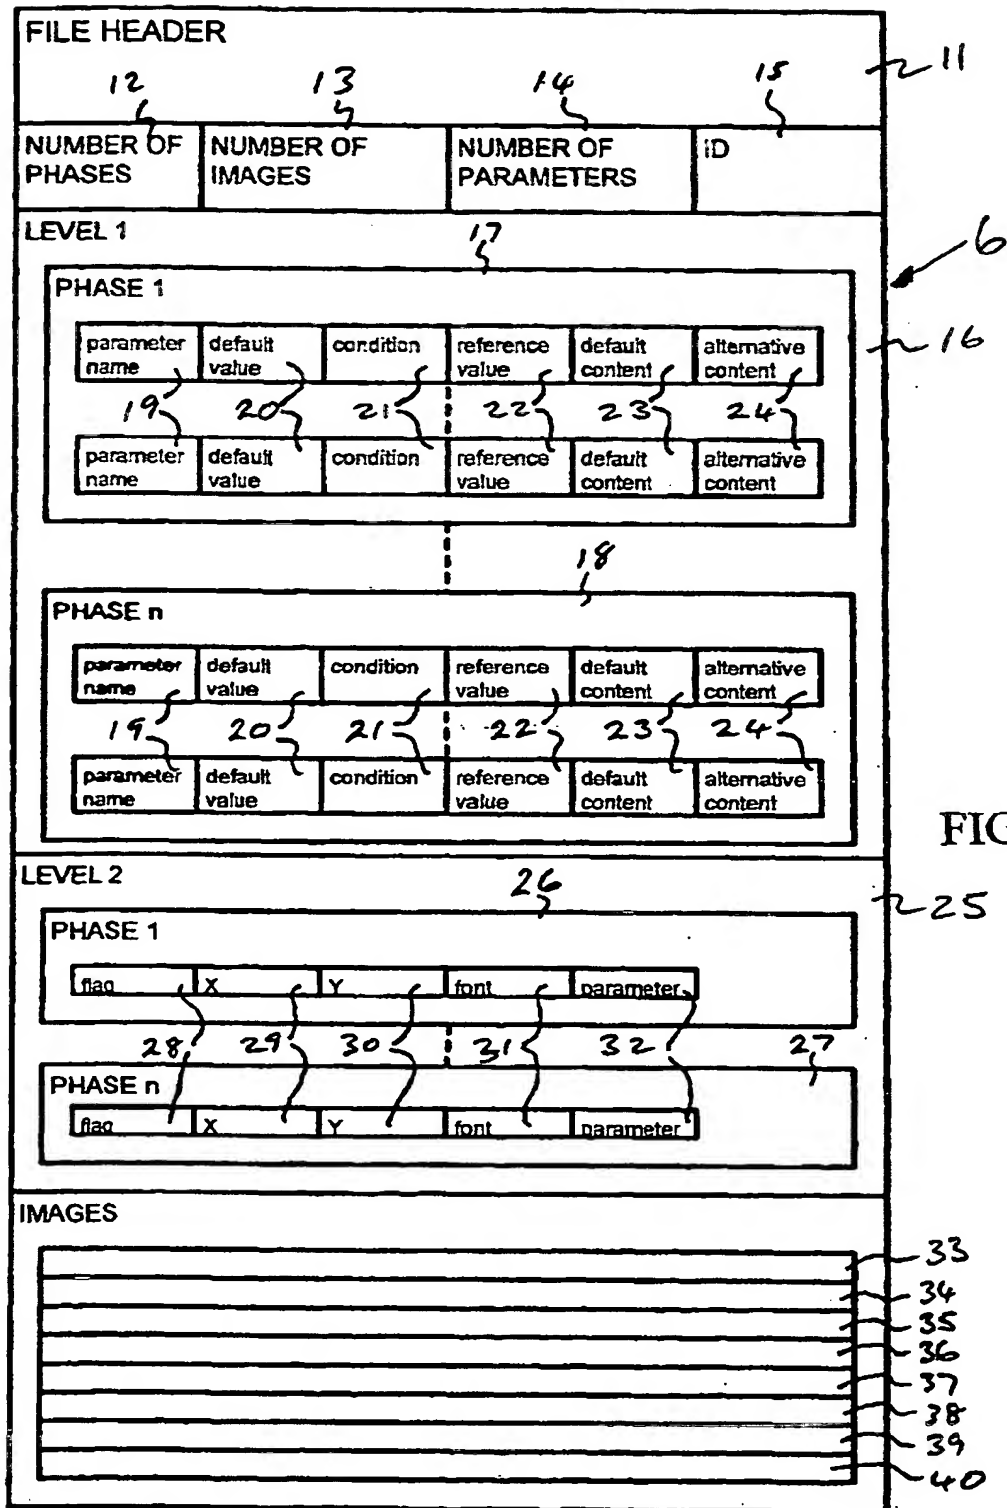 FILE HEADER
11
12 13 14 15
NUMBER OF PHASES
NUMBER OF IMAGES
NUMBER OF PARAMETERS
ID
LEVEL 1
17
6
PHASE 1
16
parameter name
default value
condition
reference value
default content
alternative content
19 20 21 22 23 24
parameter name
default value
condition
reference value
default content
alternative content
18
PHASE n
parameter name
default value
condition
reference value
default content
alternative content
19 20 21 22 23 24
parameter name
default value
condition
reference value
default content
alternative content
FIG
LEVEL 2
26
25
PHASE 1
flag X Y font parameter
28 29 30 31 32 27
PHASE n
flag X Y font parameter
IMAGES
33
34
35
36
37
38
39
40